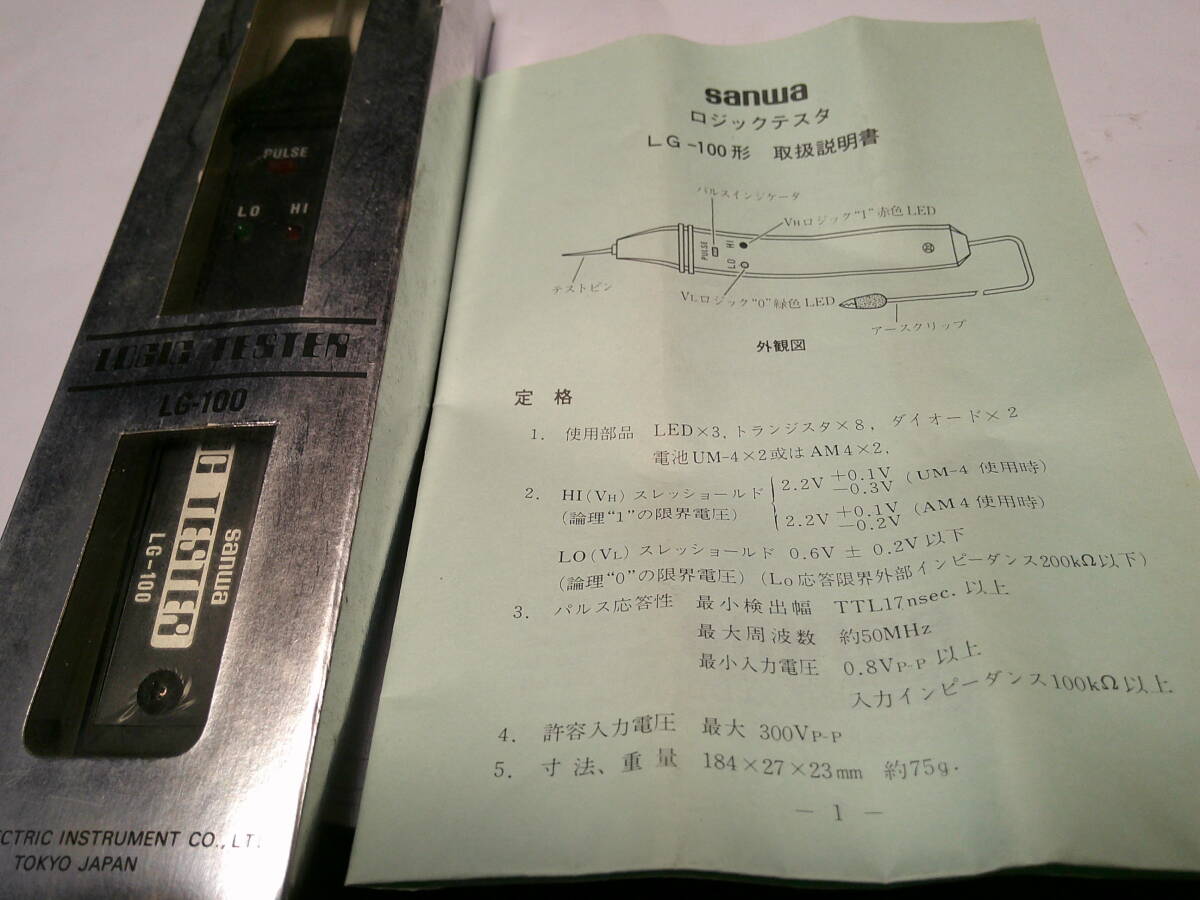 PULSE
LO HI
LOGIC TESTER
LG-100
sanwa
LG-100
C TESTER
ECTRIC INSTRUMENT CO., LT
TOKYO JAPAN
sanwa
ロジックテスタ
LG-100形 取扱説明書
パルスインジケータ
VHロジック"1"赤色LED
PULSE
HI
LO
テストピン
VLロジック"0"緑色LED
アースクリップ
外観図
定 格
1. 使用部品 LED×3, トランジスタ×8, ダイオード×2
電池UM-4×2或はAM4×2.
2. HI(VH) スレッショールド 2.2V +0.1V -0.3V (UM-4 使用時)
(論理"1"の限界電圧) 2.2V +0.1V -0.2V (AM4使用時)
LO(VL) スレッショールド 0.6V ± 0.2V以下
(論理"0"の限界電圧) (Lo応答限界外部インピーダンス200kΩ以下)
3. パルス応答性 最小検出幅 TTL17nsec. 以上
最大周波数 約50MHz
最小入力電圧 0.8VP-P 以上
入力インピーダンス100kΩ以上
4. 許容入力電圧 最大 300VP-P
5. 寸法、重量 184×27×23mm 約75g.
— 1 —